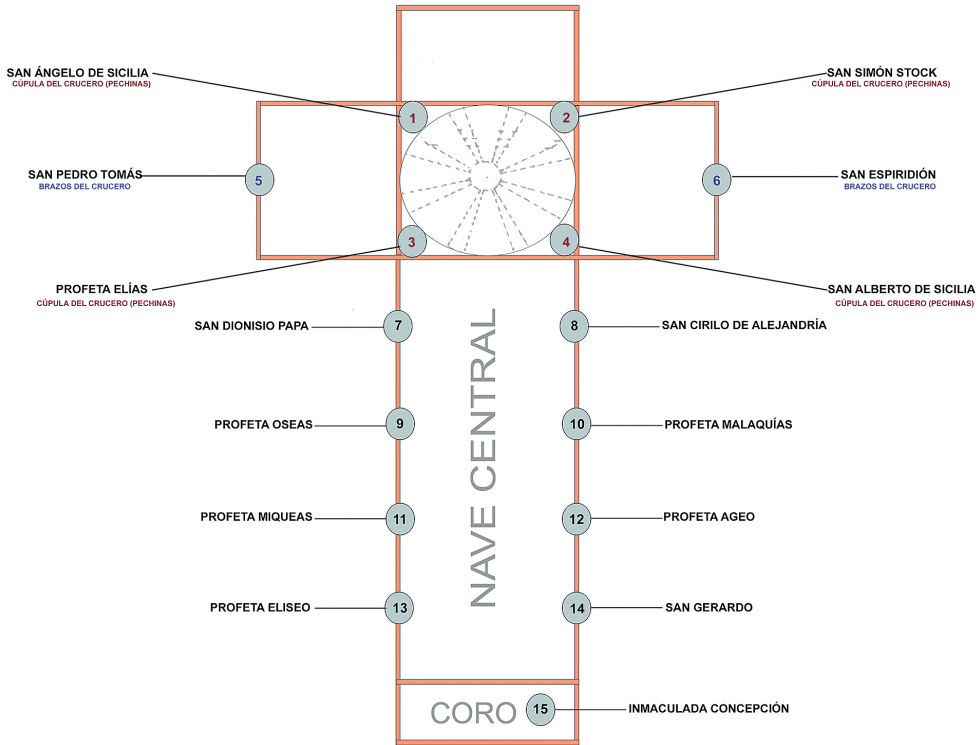 SAN ÁNGELO DE SICILIA
CÚPULA DEL CRUCERO (PECHINAS)
SAN SIMÓN STOCK
CÚPULA DEL CRUCERO (PECHINAS)
1
2
SAN PEDRO TOMÁS
BRAZOS DEL CRUCERO
5
6
SAN ESPIRIDIÓN
BRAZOS DEL CRUCERO
3
4
PROFETA ELÍAS
CÚPULA DEL CRUCERO (PECHINAS)
SAN ALBERTO DE SICILIA
CÚPULA DEL CRUCERO (PECHINAS)
SAN DIONISIO PAPA
7
8
SAN CIRILO DE ALEJANDRÍA
NAVE CENTRAL
PROFETA OSEAS
9
10
PROFETA MALAQUÍAS
PROFETA MIQUEAS
11
12
PROFETA AGEO
PROFETA ELISEO
13
14
SAN GERARDO
CORO
15
INMACULADA CONCEPCIÓN